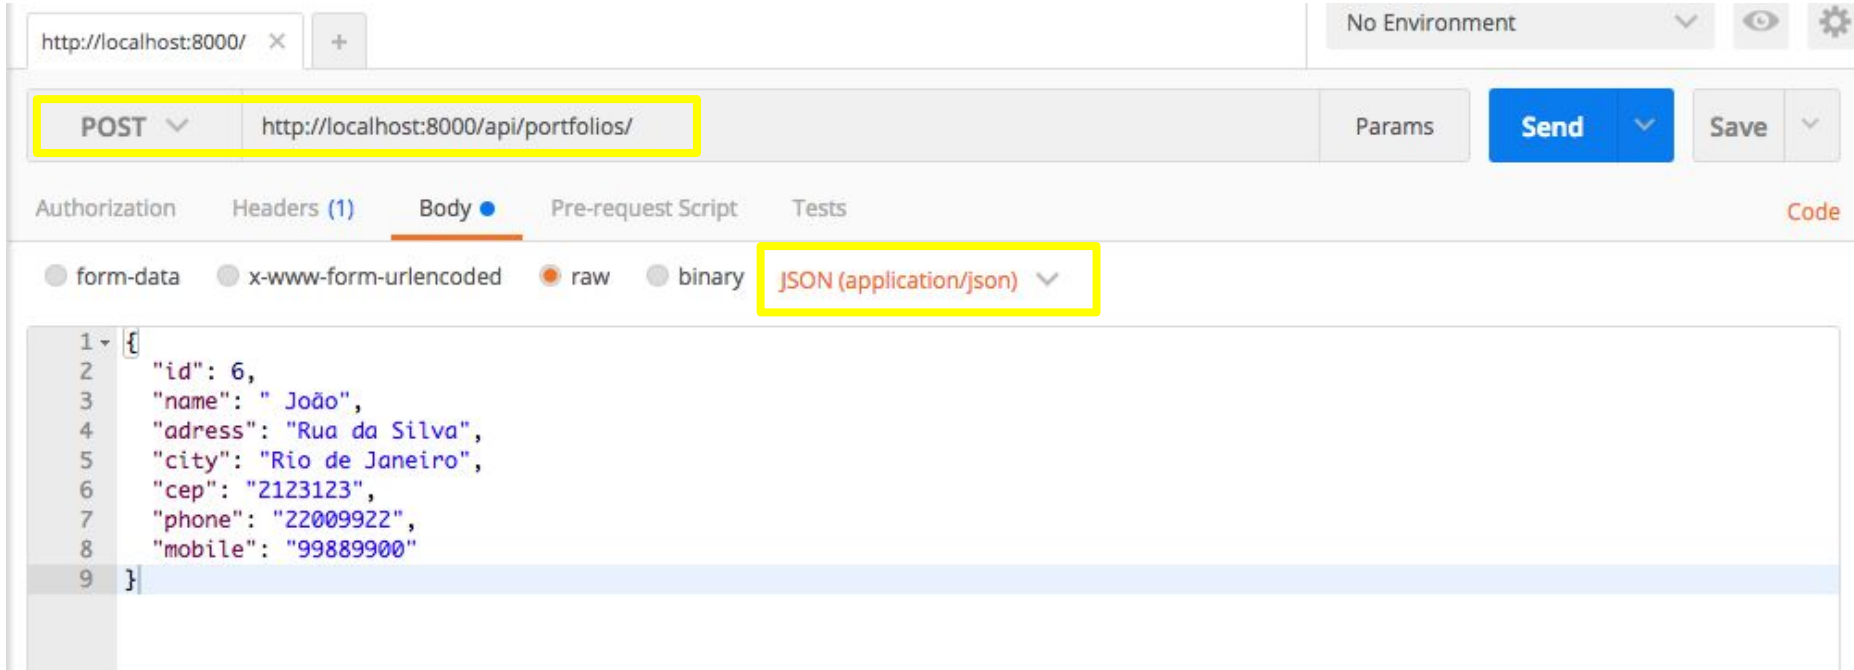 http://localhost:8000/ × + No Environment
POST http://localhost:8000/api/portfolios/ Params Send Save
Authorization Headers (1) Body Pre-request Script Tests Code
form-data x-www-form-urlencoded raw binary JSON (application/json)
1 {
2 "id": 6,
3 "name": " João",
4 "adress": "Rua da Silva",
5 "city": "Rio de Janeiro",
6 "cep": "2123123",
7 "phone": "22009922",
8 "mobile": "99889900"
9 }